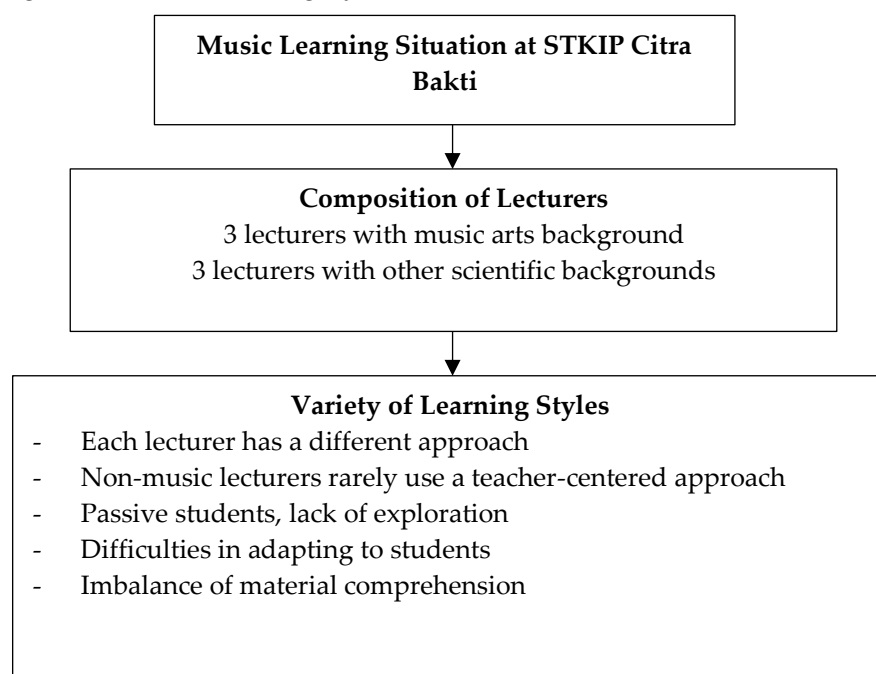 Music Learning Situation at STKIP Citra
Bakti
Composition of Lecturers
3 lecturers with music arts background
3 lecturers with other scientific backgrounds
Variety of Learning Styles
- Each lecturer has a different approach
- Non-music lecturers rarely use a teacher-centered approach
- Passive students, lack of exploration
- Difficulties in adapting to students
- Imbalance of material comprehension